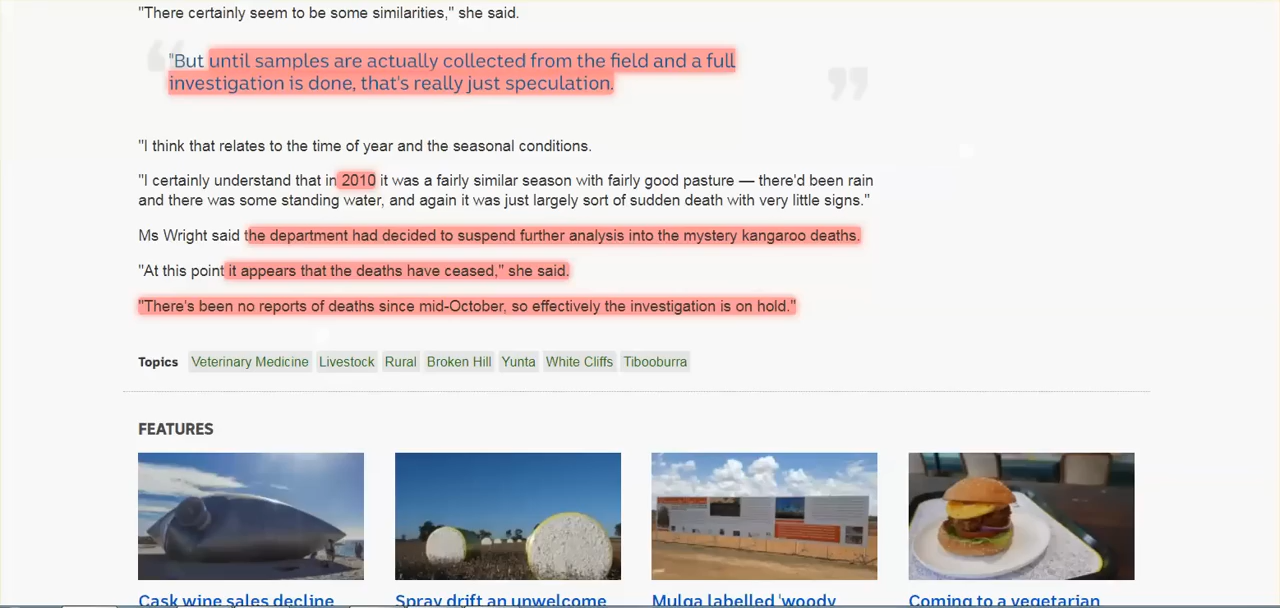 "There certainly seem to be some similarities," she said.
"But until samples are actually collected from the field and a full
investigation is done, that's really just speculation.
"I think that relates to the time of year and the seasonal conditions.
"I certainly understand that in 2010 it was a fairly similar season with fairly good pasture — there'd been rain
and there was some standing water, and again it was just largely sort of sudden death with very little signs."
Ms Wright said the department had decided to suspend further analysis into the mystery kangaroo deaths.
"At this point it appears that the deaths have ceased," she said.
"There's been no reports of deaths since mid-October, so effectively the investigation is on hold."
Topics Veterinary Medicine Livestock Rural Broken Hill Yunta White Cliffs Tibooburra
FEATURES
Cask wine sales decline
Spray drift an unwelcome
Mulga labelled 'woody
Coming to a vegetarian